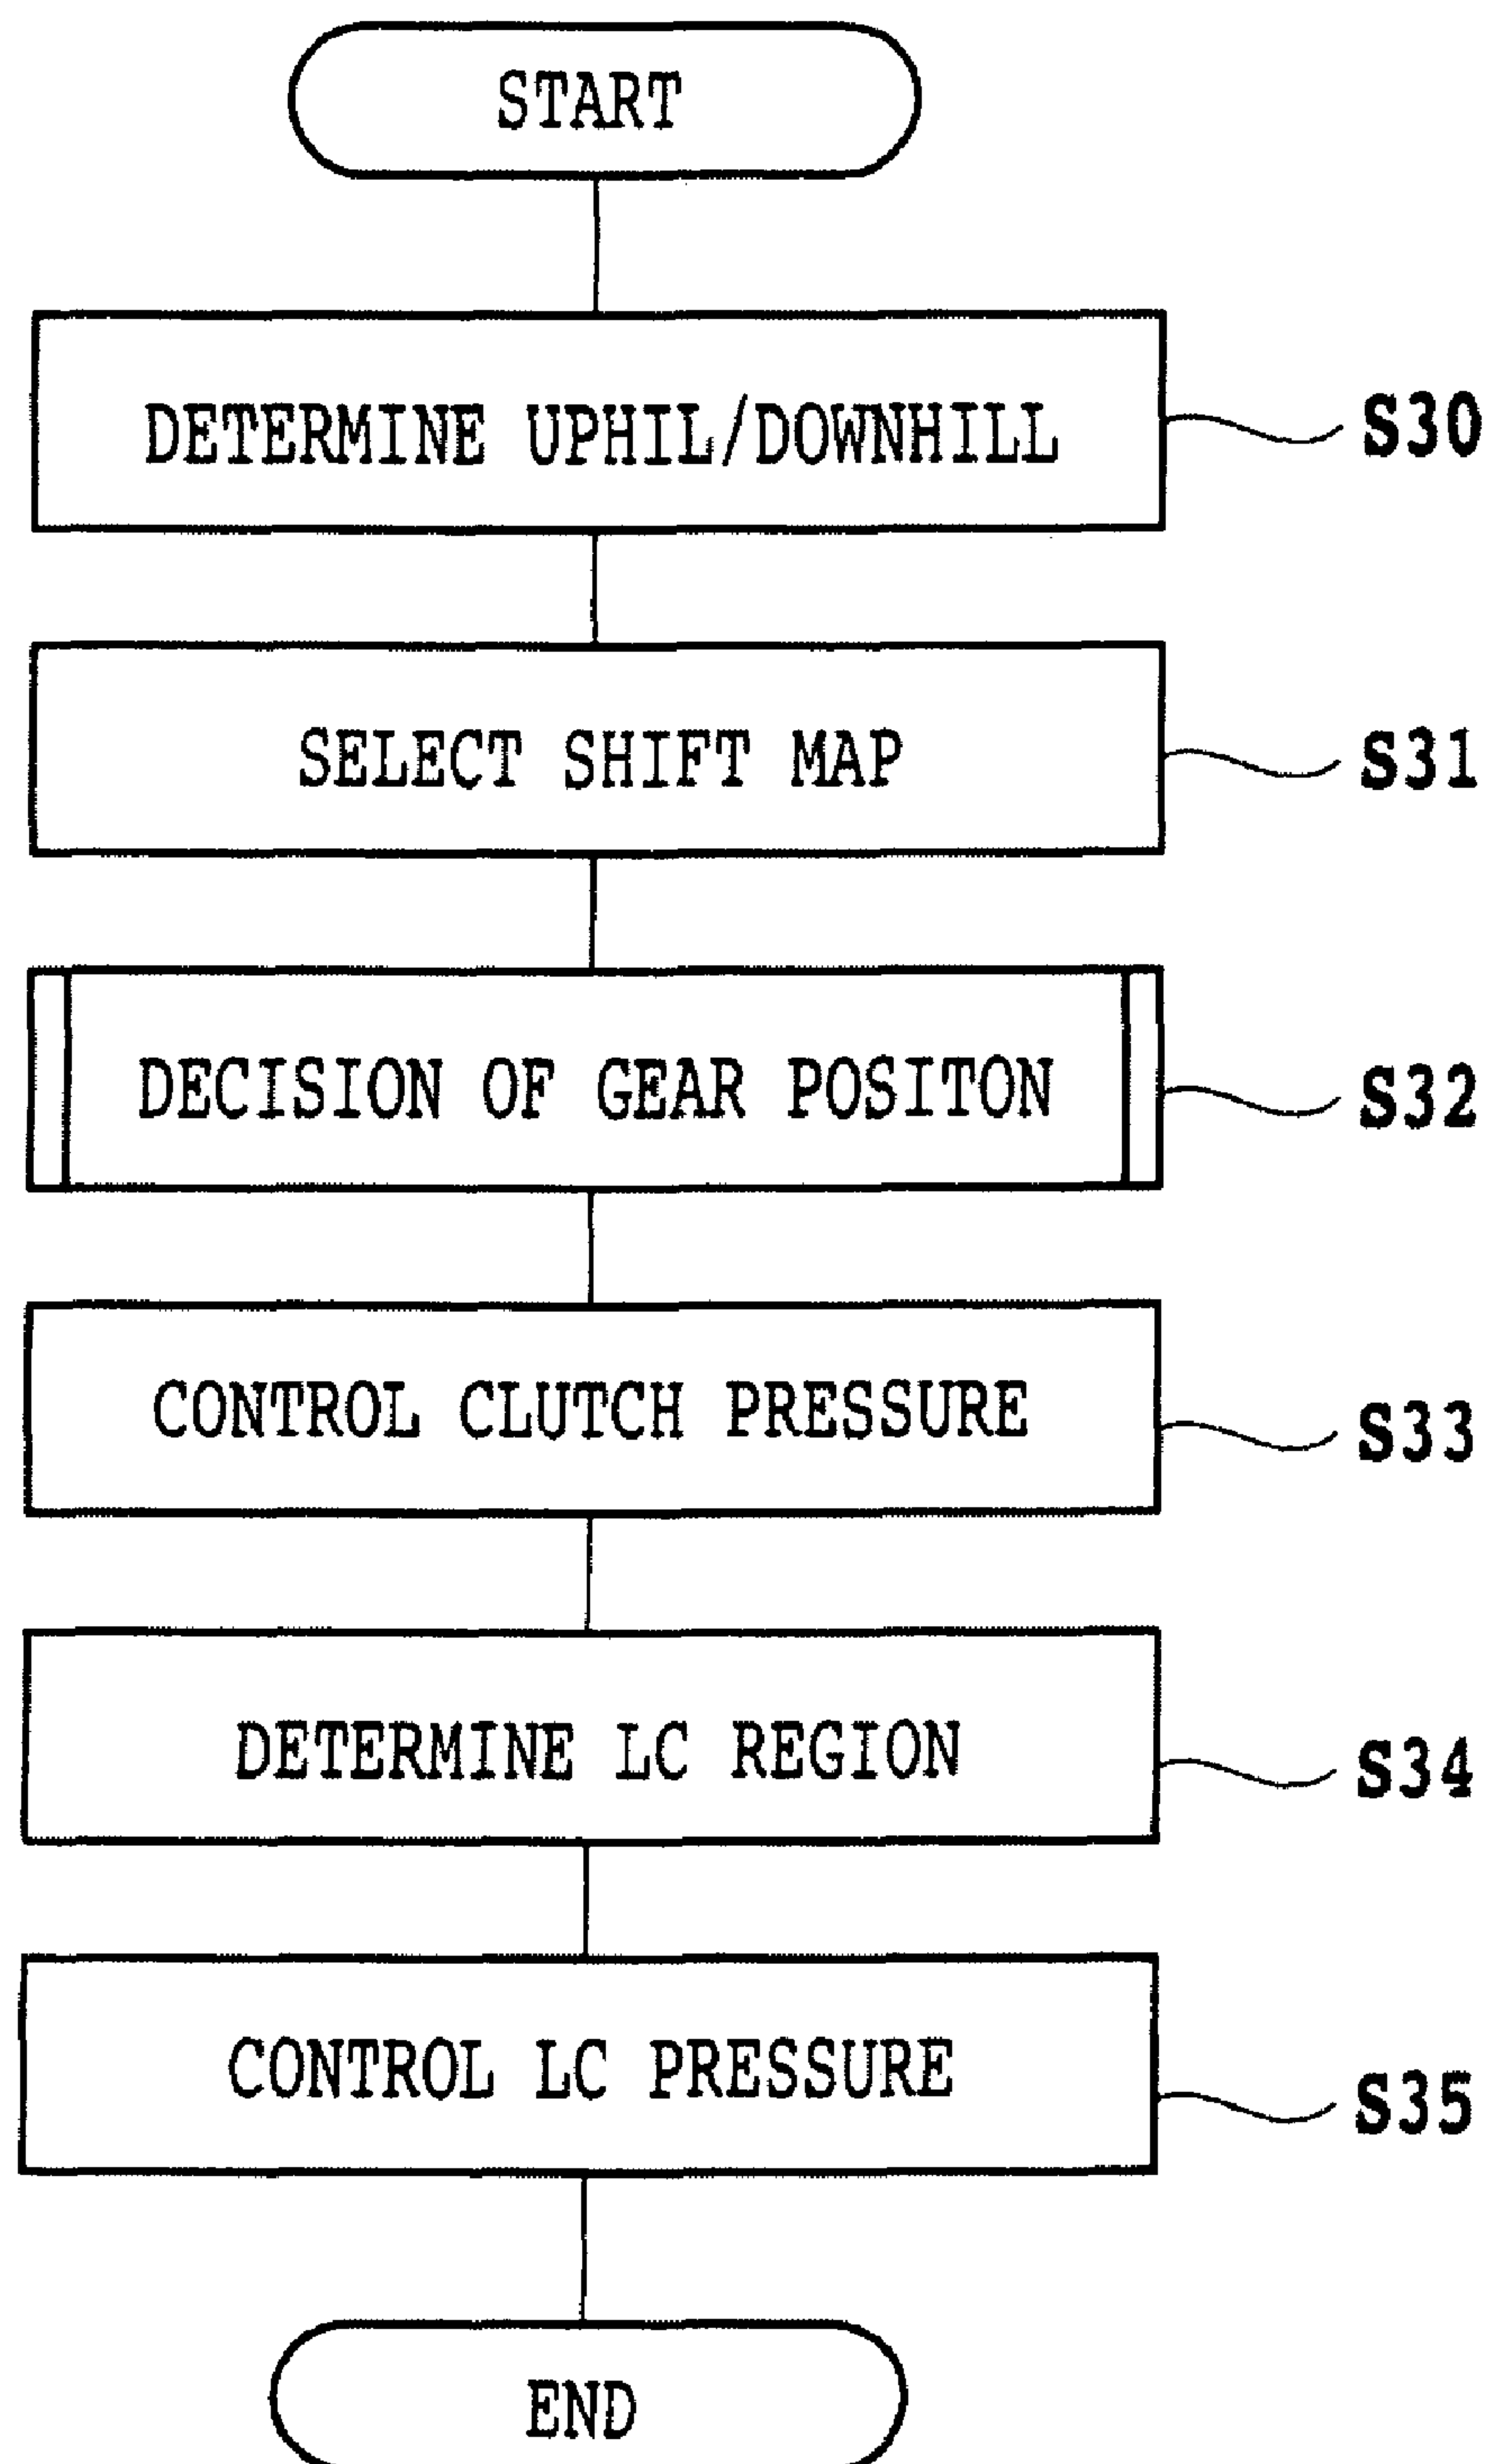 START
DETERMINE UPHIL/DOWNHILL
S30
SELECT SHIFT MAP
S31
DECISION OF GEAR POSITON
S32
CONTROL CLUTCH PRESSURE
S33
DETERMINE LC REGION
S34
CONTROL LC PRESSURE
S35
END